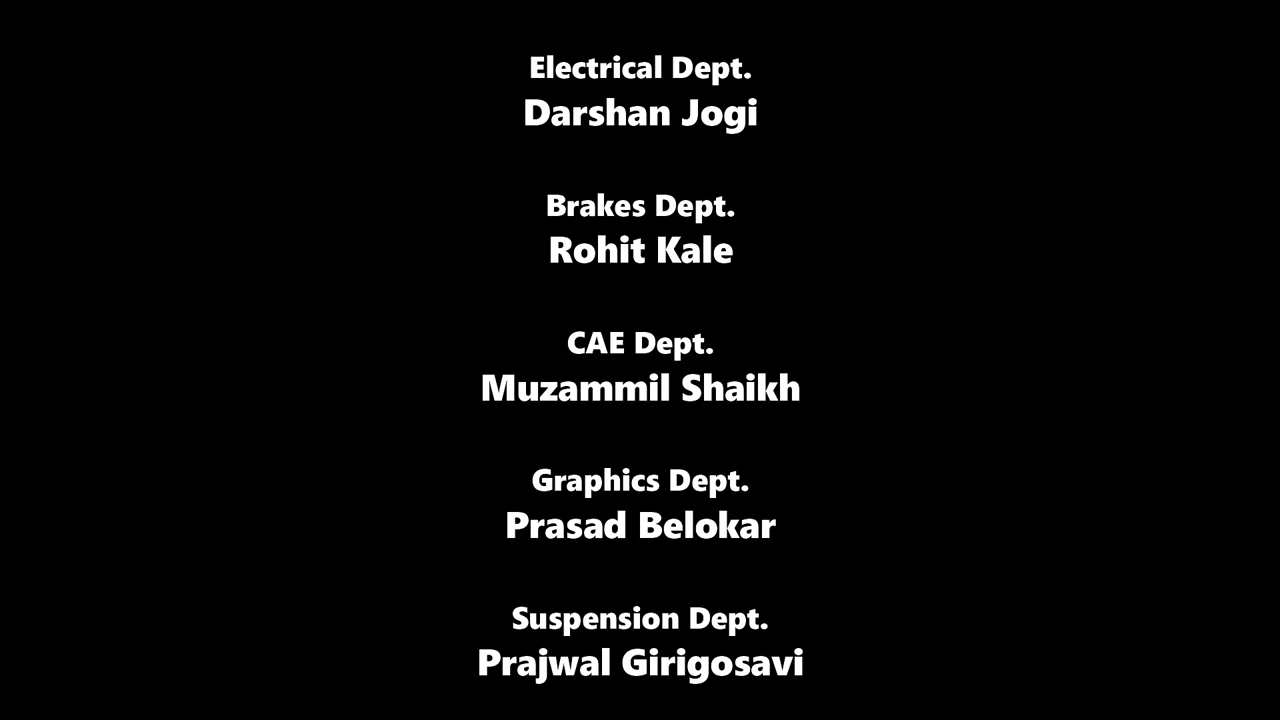 Electrical Dept.
Darshan Jogi
Brakes Dept.
Rohit Kale
CAE Dept.
Muzammil Shaikh
Graphics Dept.
Prasad Belokar
Suspension Dept.
Prajwal Girigosavi